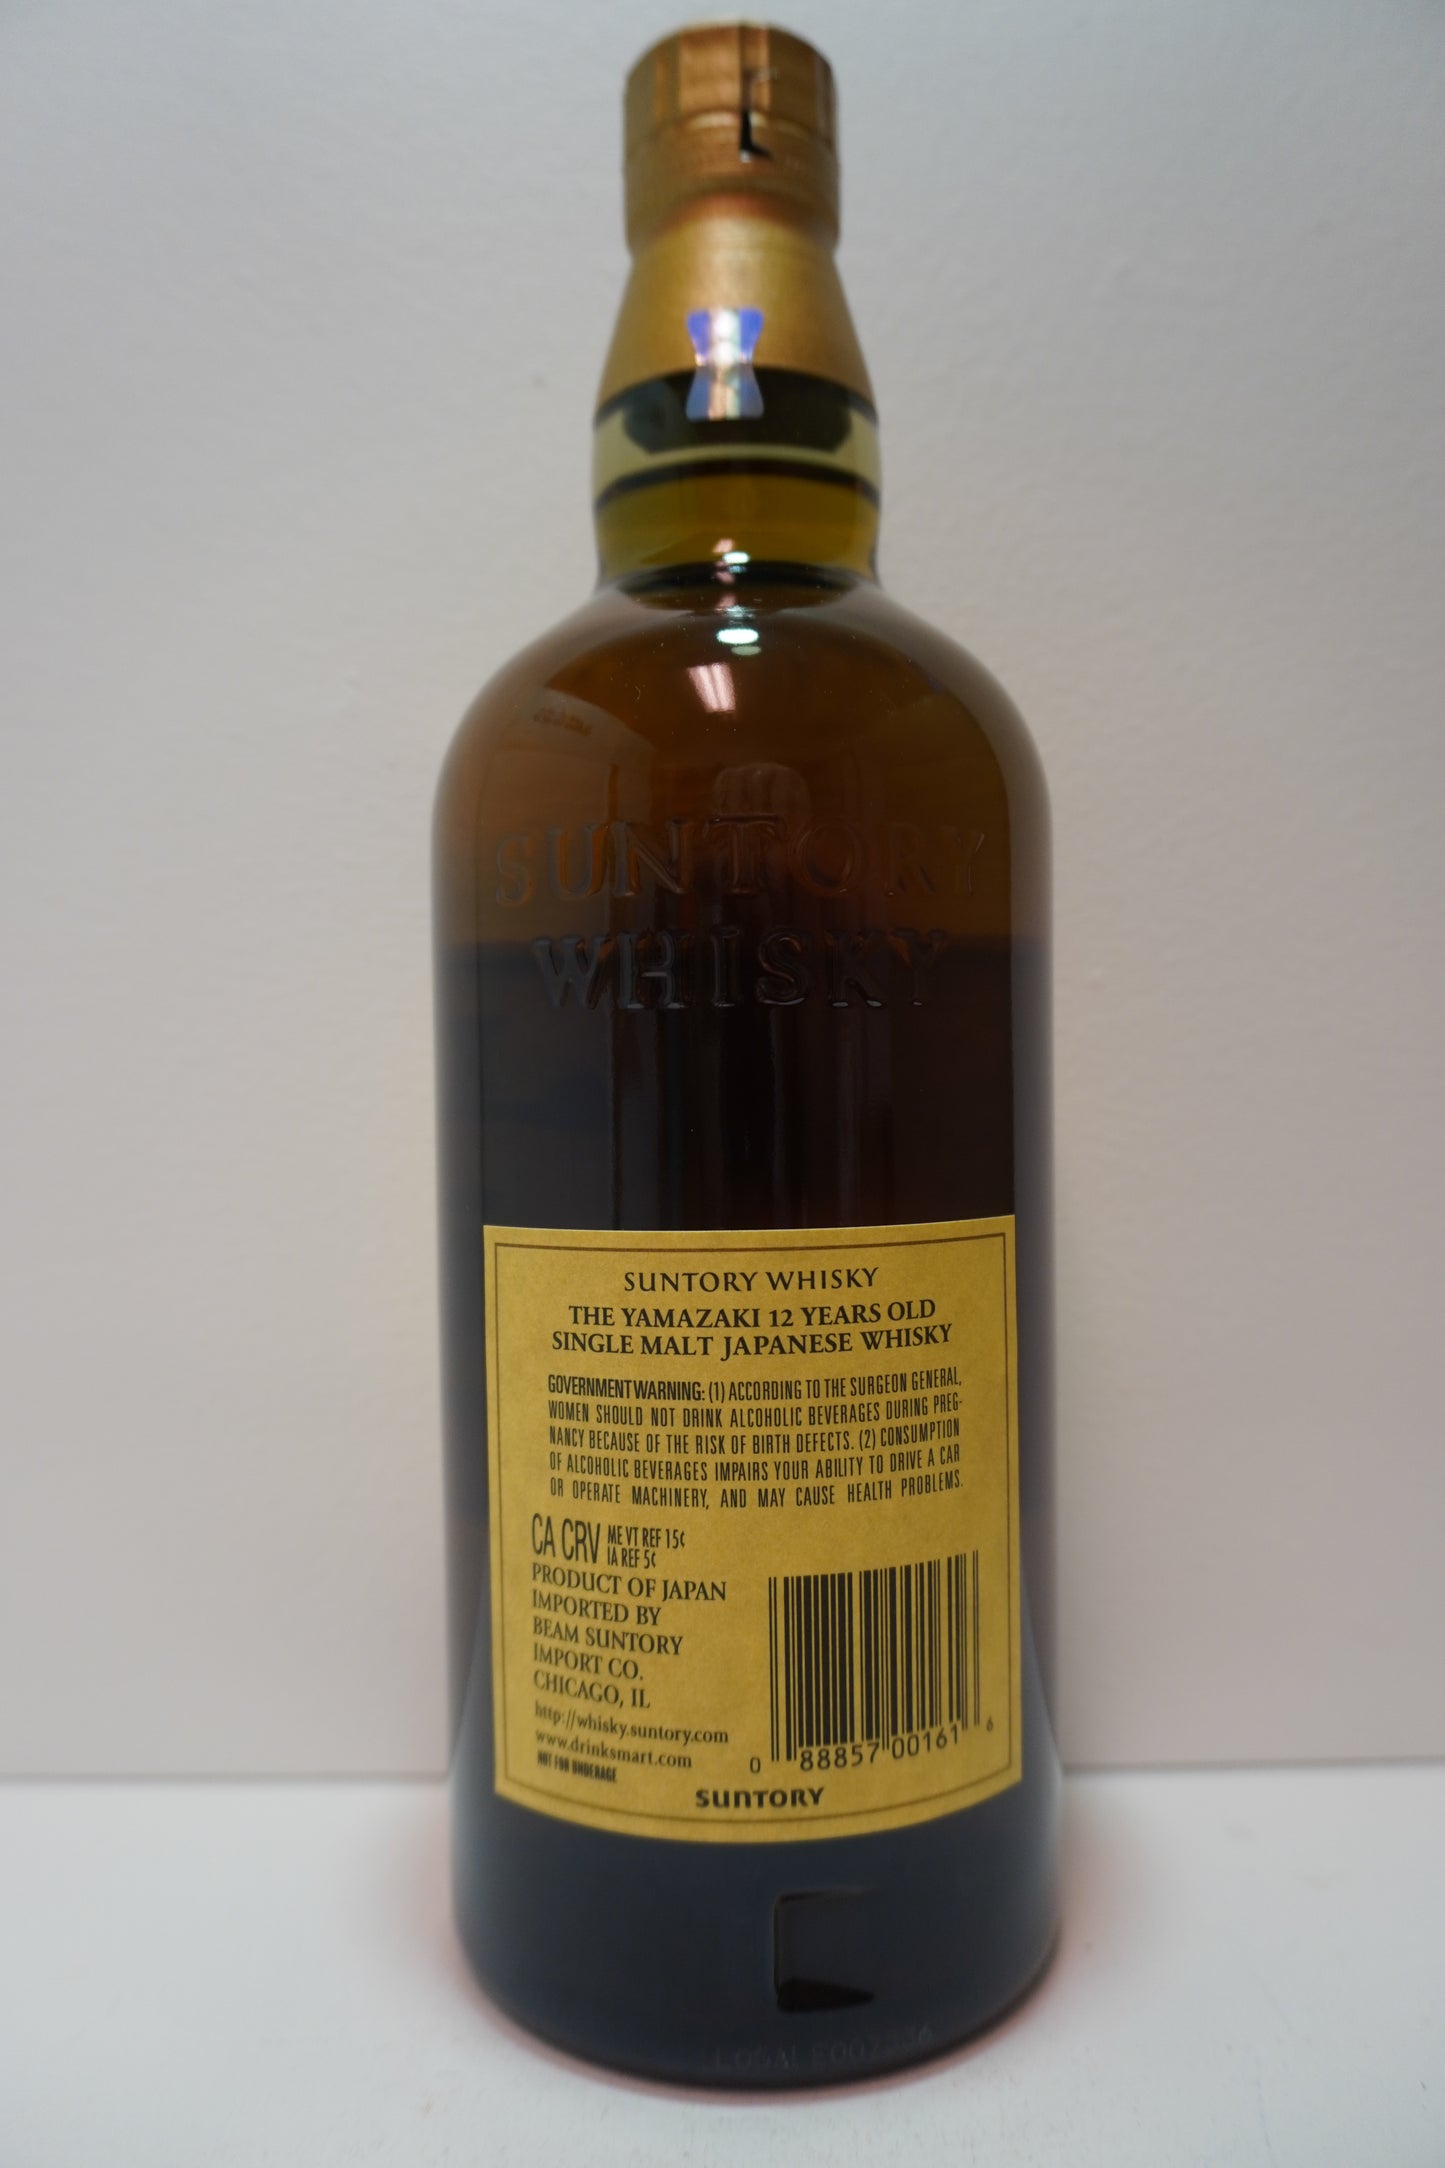 SUNTORY
WHISKY
SUNTORY WHISKY
THE YAMAZAKI 12 YEARS OLD
SINGLE MALT JAPANESE WHISKY
GOVERNMENT WARNING: (1) ACCORDING TO THE SURGEON GENERAL,
WOMEN SHOULD NOT DRINK ALCOHOLIC BEVERAGES DURING PREG-
NANCY BECAUSE OF THE RISK OF BIRTH DEFECTS. (2) CONSUMPTION
OF ALCOHOLIC BEVERAGES IMPAIRS YOUR ABILITY TO DRIVE A CAR
OR OPERATE MACHINERY, AND MAY CAUSE HEALTH PROBLEMS.
CA CRV ME VT REF 15¢
IA REF 5¢
PRODUCT OF JAPAN
IMPORTED BY
BEAM SUNTORY
IMPORT CO.
CHICAGO, IL
http://whisky.suntory.com
www.drinksmart.com
NOT FOR UNDERAGE
0 88857 00161 6
SUNTORY